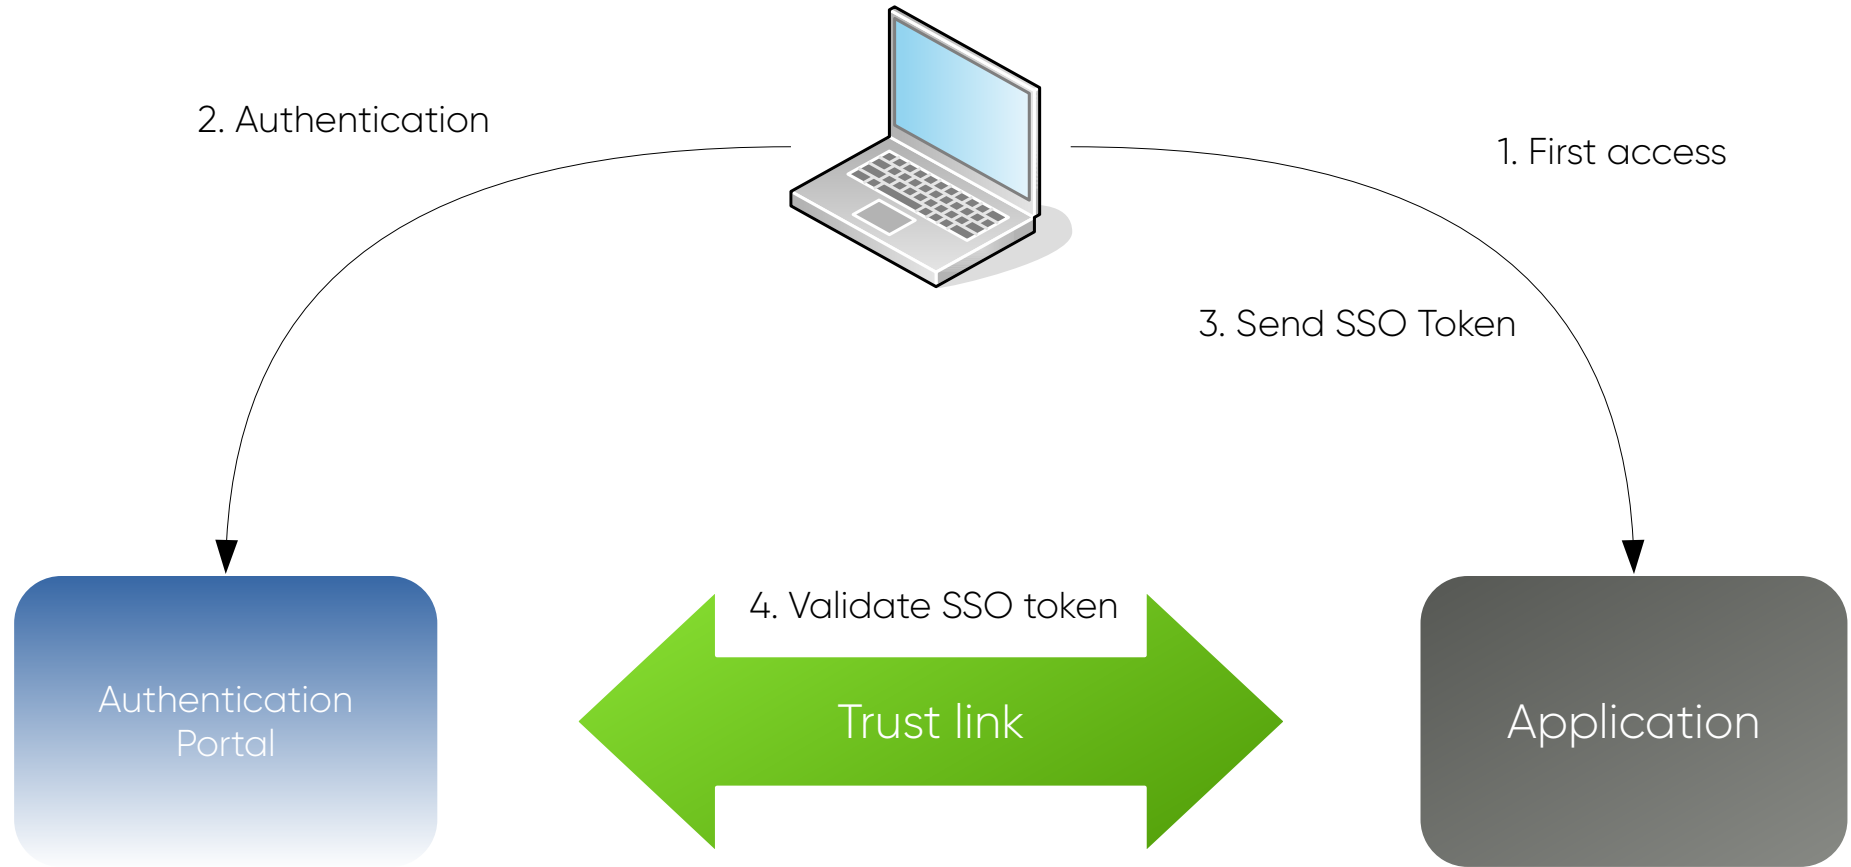 2. Authentication
1. First access
3. Send SSO Token
4. Validate SSO token
Authentication
Portal
Trust link
Application